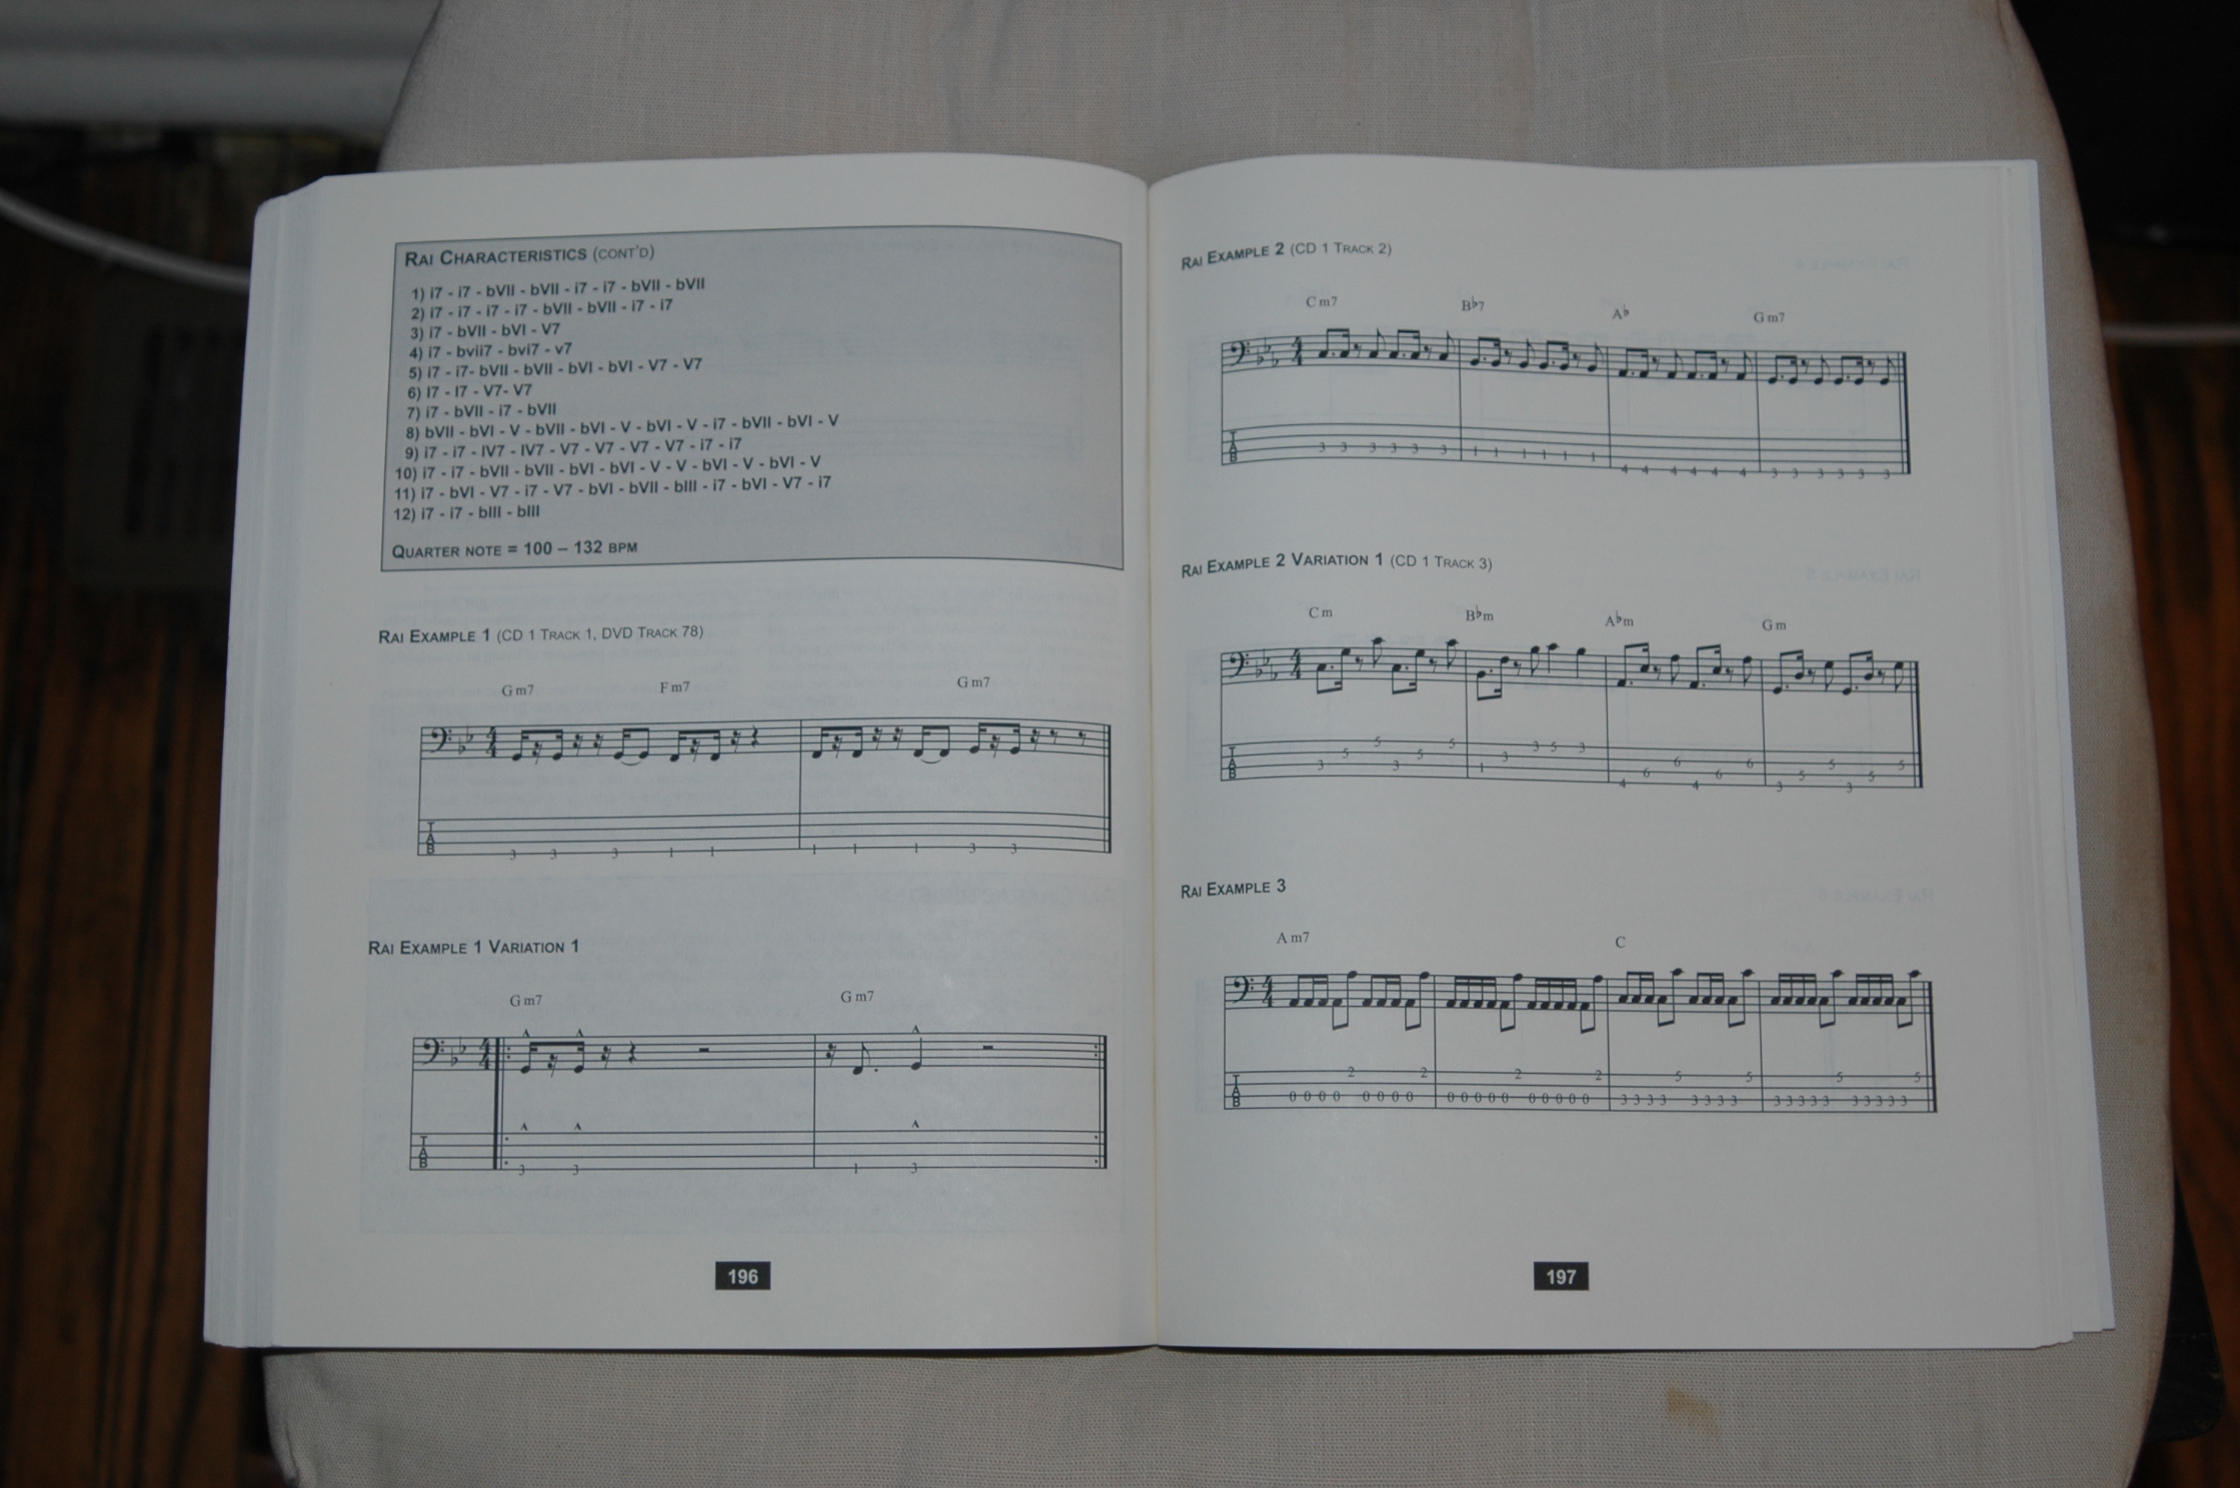 RAI CHARACTERISTICS (CONT'D)
1) i7 - i7 - bVII - bVII - i7 - i7 - bVII - bVII
2) i7 - i7 - i7 - i7 - bVII - bVII - i7 - i7
3) i7 - bVII - bVI - V7
4) i7 - bvii7 - bvi7 - v7
5) i7 - i7- bVII - bVII - bVI - bVI - V7 - V7
6) I7 - I7 - V7- V7
7) i7 - bVII - i7 - bVII
8) bVII - bVI - V - bVII - bVI - V - bVI - V - i7 - bVII - bVI - V
9) i7 - i7 - IV7 - IV7 - V7 - V7 - V7 - V7 - i7 - i7
10) i7 - i7 - bVII - bVII - bVI - bVI - V - V - bVI - V - bVI - V
11) i7 - bVI - V7 - i7 - V7 - bVI - bVII - bIII - i7 - bVI - V7 - i7
12) i7 - i7 - bIII - bIII
QUARTER NOTE = 100 – 132 BPM
RAI EXAMPLE 1 (CD 1 TRACK 1, DVD TRACK 78)
Gm7 Fm7 Gm7
4 4
T A B 3 3 3 1 1 1 1 1 3 3
RAI EXAMPLE 1 VARIATION 1
Gm7 Gm7
4 4
T A B 3 3 1 3
196
RAI EXAMPLE 2 (CD 1 TRACK 2)
Cm7 B♭7 A♭ Gm7
4 4
T A B 3 3 3 3 3 3 1 1 1 1 1 1 4 4 4 4 4 4 3 3 3 3 3 3
RAI EXAMPLE 2 VARIATION 1 (CD 1 TRACK 3)
Cm B♭m A♭m Gm
4 4
T A B 3 5 5 3 5 5 1 3 3 5 3 4 6 6 4 6 6 3 5 5 3 5 5
RAI EXAMPLE 3
Am7 C
4 4
T A B 0 0 0 0 2 0 0 0 0 2 0 0 0 0 0 2 0 0 0 0 0 2 3 3 3 3 5 3 3 3 3 5 3 3 3 3 3 5 3 3 3 3 3 5
197